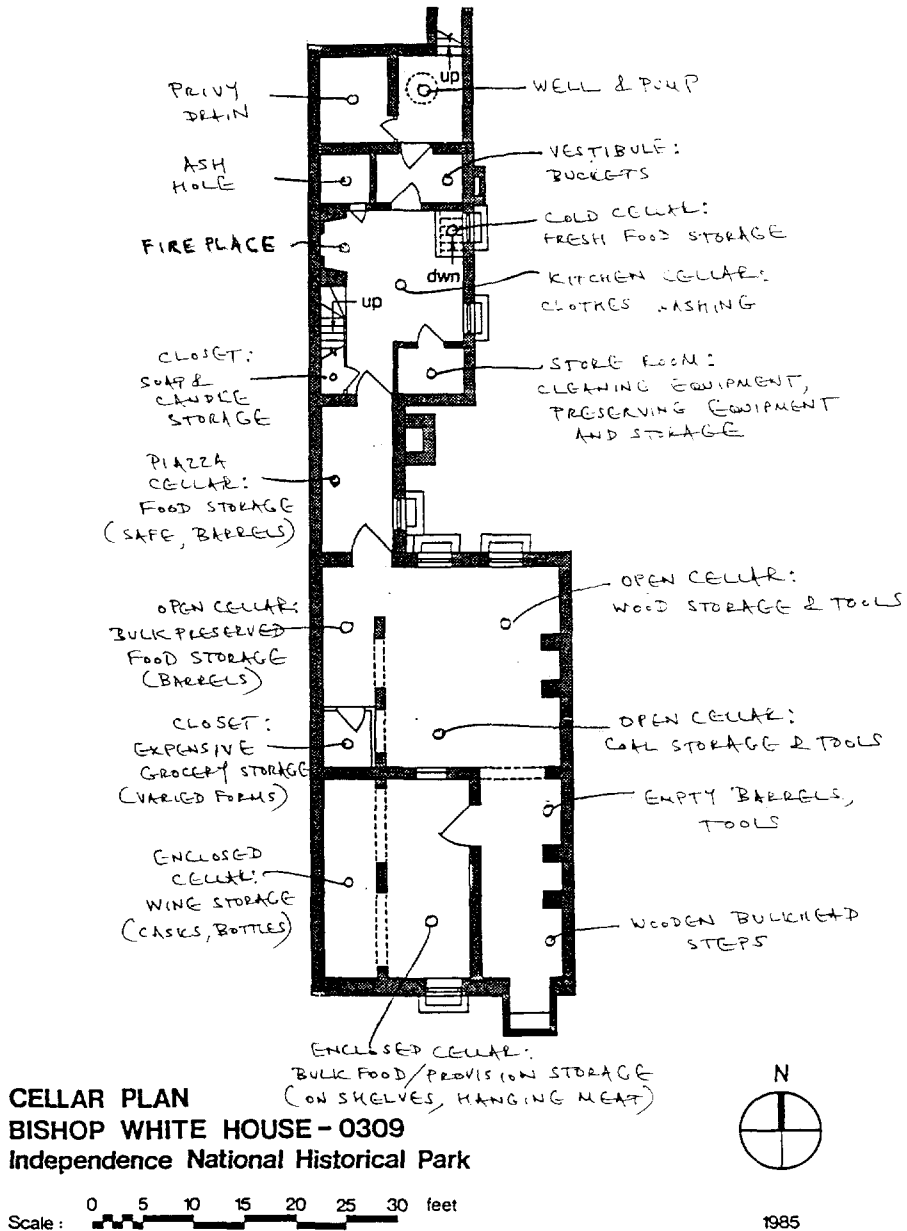 PRIVY
DRAIN
up
WELL & PUMP
ASH
HOLE
VESTIBULE:
BUCKETS
FIREPLACE
COLD CELLAR:
FRESH FOOD STORAGE
dwn
up
KITCHEN CELLAR:
CLOTHES WASHING
CLOSET:
SOAP &
CANDLE
STORAGE
STORE ROOM:
CLEANING EQUIPMENT,
PRESERVING EQUIPMENT
AND STORAGE
PIAZZA
CELLAR:
FOOD STORAGE
(SAFE, BARRELS)
OPEN CELLAR:
BULK PRESERVED
FOOD STORAGE
(BARRELS)
OPEN CELLAR:
WOOD STORAGE & TOOLS
CLOSET:
EXPENSIVE
GROCERY STORAGE
(VARIED FORMS)
OPEN CELLAR:
COAL STORAGE & TOOLS
EMPTY BARRELS,
TOOLS
ENCLOSED
CELLAR:
WINE STORAGE
(CASKS, BOTTLES)
WOODEN BULKHEAD
STEPS
ENCLOSED CELLAR:
BULK FOOD/PROVISION STORAGE
(ON SHELVES, HANGING MEAT)
CELLAR PLAN
BISHOP WHITE HOUSE - 0309
Independence National Historical Park
N
Scale : 0 5 10 15 20 25 30 feet
1985